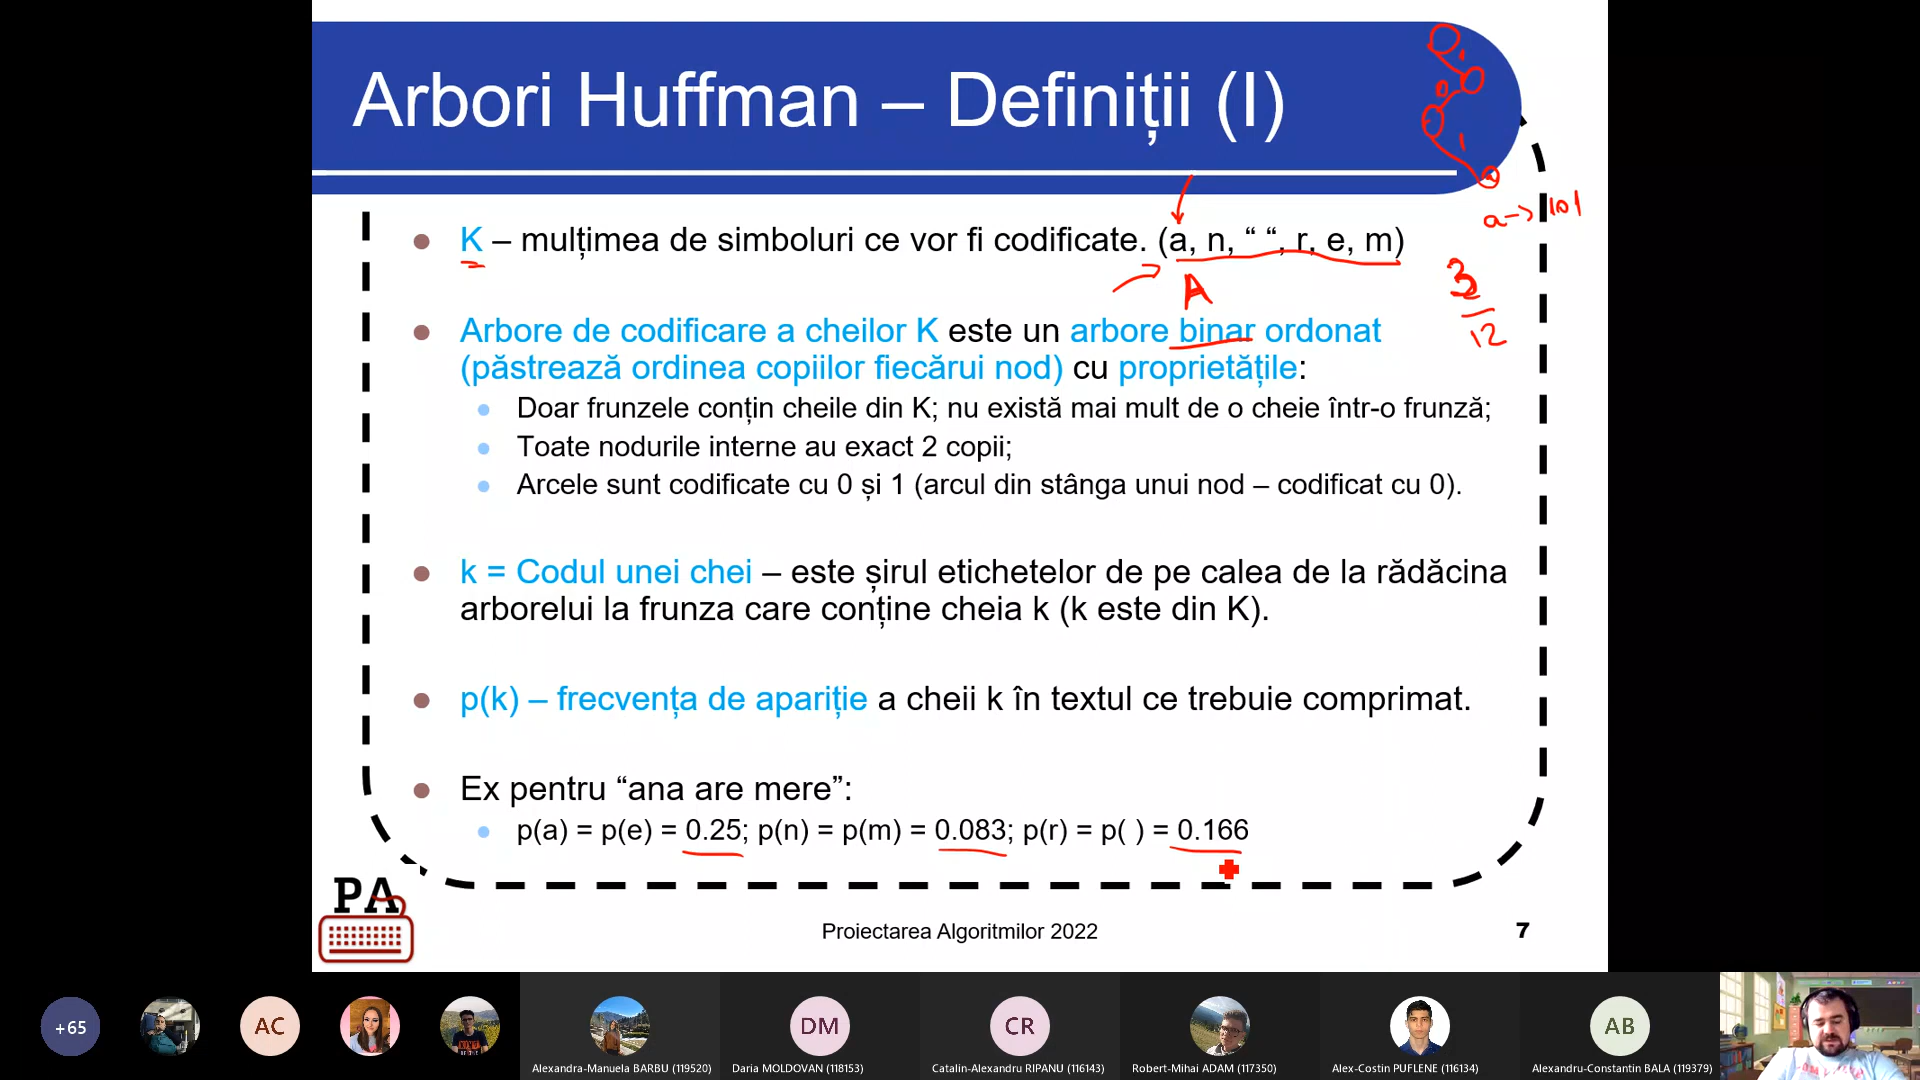 Arbori Huffman – Definiții (I)
a -> 101
K – mulțimea de simboluri ce vor fi codificate. (a, n, “ “, r, e, m)
A
3
12
Arbore de codificare a cheilor K este un arbore binar ordonat
(păstrează ordinea copiilor fiecărui nod) cu proprietățile:
Doar frunzele conțin cheile din K; nu există mai mult de o cheie într-o frunză;
Toate nodurile interne au exact 2 copii;
Arcele sunt codificate cu 0 și 1 (arcul din stânga unui nod – codificat cu 0).
k = Codul unei chei – este șirul etichetelor de pe calea de la rădăcina
arborelui la frunza care conține cheia k (k este din K).
p(k) – frecvența de apariție a cheii k în textul ce trebuie comprimat.
Ex pentru “ana are mere”:
p(a) = p(e) = 0.25; p(n) = p(m) = 0.083; p(r) = p( ) = 0.166
PA
Proiectarea Algoritmilor 2022
7
+65
AC
DM
CR
AB
Alexandra-Manuela BARBU (119520)
Daria MOLDOVAN (118153)
Catalin-Alexandru RIPANU (116143)
Robert-Mihai ADAM (117350)
Alex-Costin PUFLENE (116134)
Alexandru-Constantin BALA (119379)